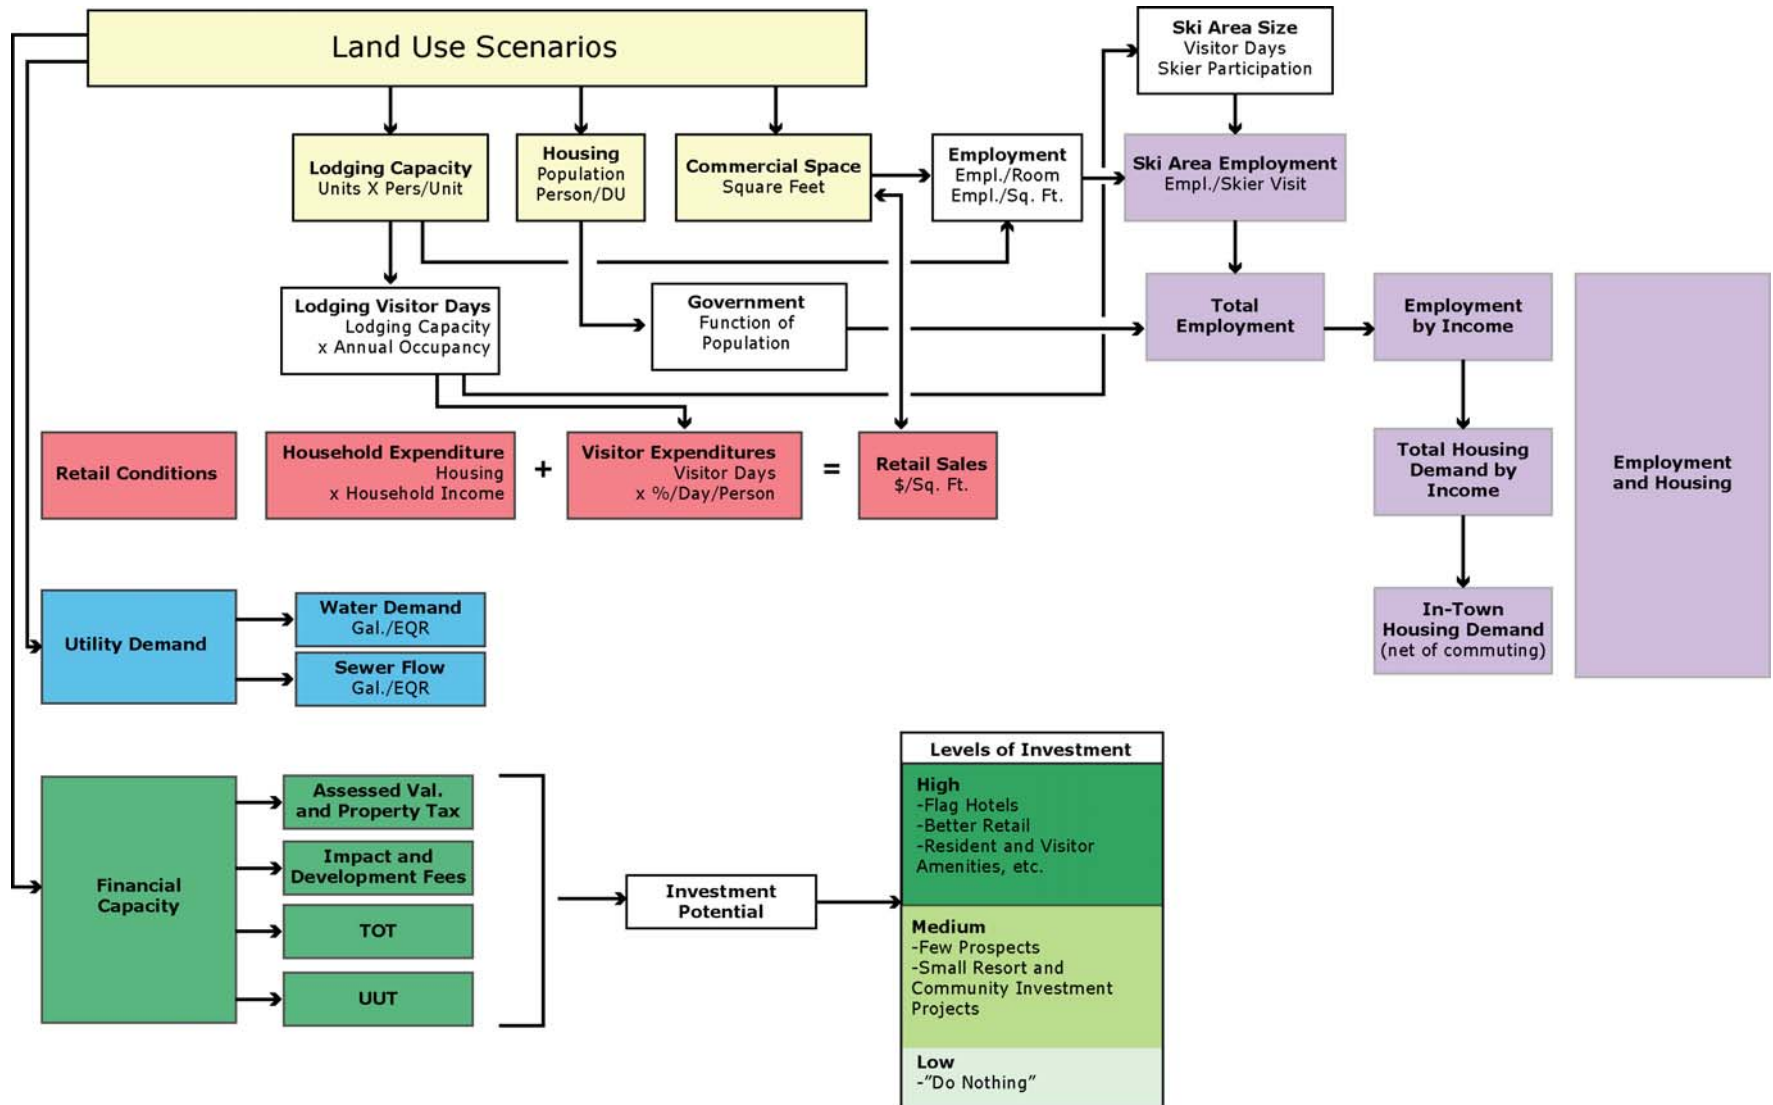 Land Use Scenarios
Ski Area Size
Visitor Days
Skier Participation
Lodging Capacity
Units X Pers/Unit
Housing
Population
Person/DU
Commercial Space
Square Feet
Employment
Empl./Room
Empl./Sq. Ft.
Ski Area Employment
Empl./Skier Visit
Lodging Visitor Days
Lodging Capacity
x Annual Occupancy
Government
Function of
Population
Total
Employment
Employment
by Income
Retail Conditions
Household Expenditure
Housing
x Household Income
+
Visitor Expenditures
Visitor Days
x %/Day/Person
=
Retail Sales
$/Sq. Ft.
Total Housing
Demand by
Income
Employment
and Housing
Utility Demand
Water Demand
Gal./EQR
Sewer Flow
Gal./EQR
In-Town
Housing Demand
(net of commuting)
Financial
Capacity
Assessed Val.
and Property Tax
Impact and
Development Fees
TOT
UUT
Investment
Potential
Levels of Investment
High
-Flag Hotels
-Better Retail
-Resident and Visitor
Amenities, etc.
Medium
-Few Prospects
-Small Resort and
Community Investment
Projects
Low
-"Do Nothing"